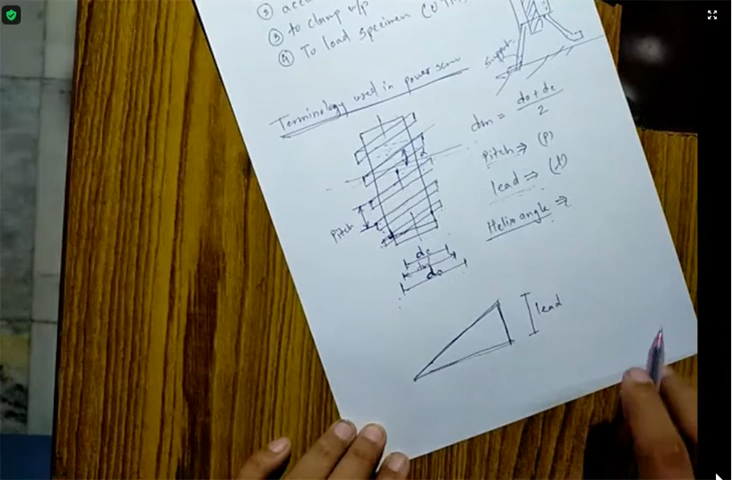 ③ to clamp w/p
④ To load specimen
Support
Terminology used in power screw
dm = do + dc / 2
Pitch ⇒ (P)
lead ⇒ (l)
Helix angle ⇒
α
Pitch
dc
dm
do
lead